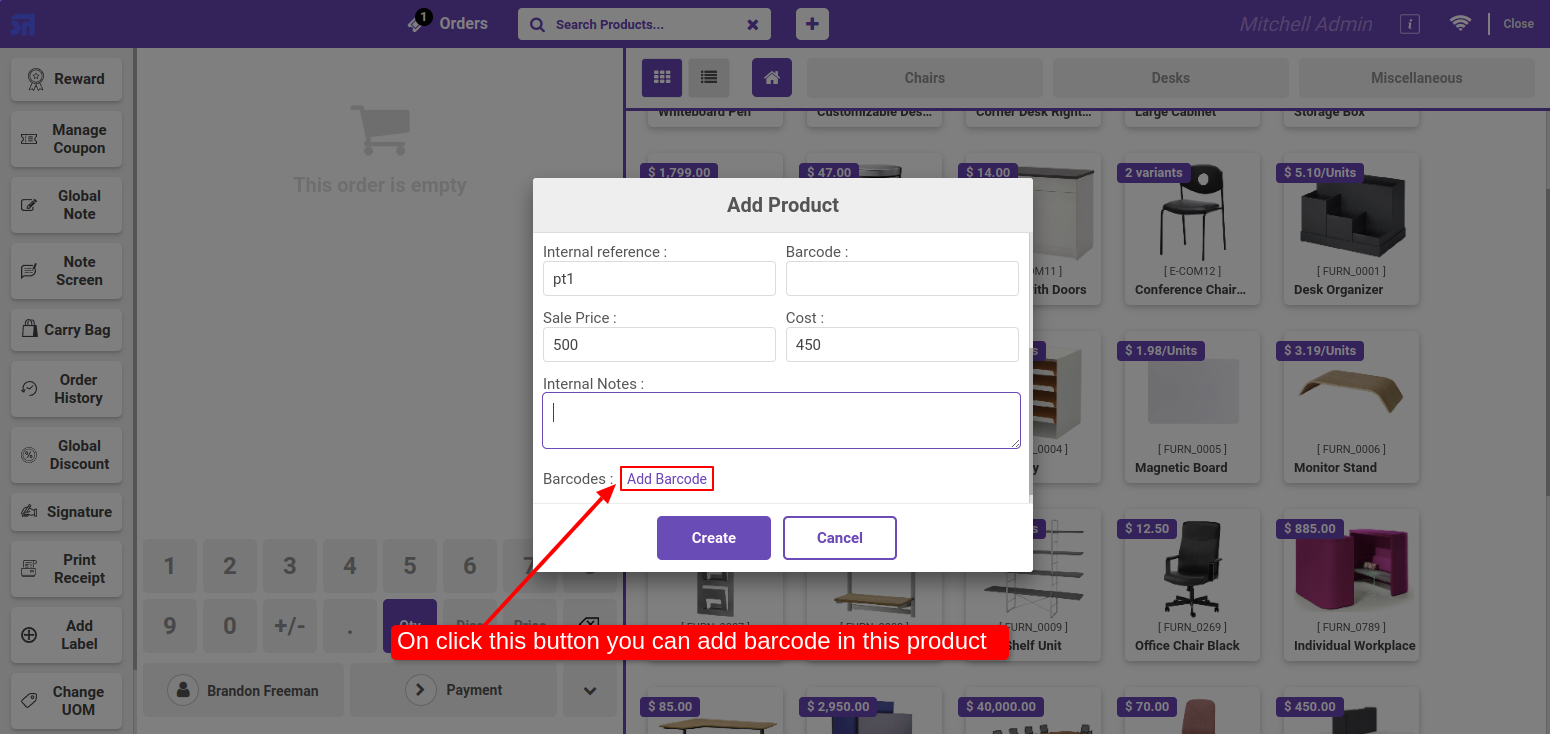 1
Orders
Search Products...
Mitchell Admin
Close
Reward
Manage
Coupon
Global
Note
Note
Screen
Carry Bag
Order
History
Global
Discount
Signature
Print
Receipt
Add
Label
Change
UOM
This order is empty
1 2 3 4 5 6 7
9 0 +/- .
Brandon Freeman
Payment
Chairs
Desks
Miscellaneous
Whiteboard Pen
Customizable Des...
Corner Desk Right...
Large Cabinet
Storage Box
$ 1,799.00
$ 47.00
$ 14.00
2 variants
$ 5.10/Units
[ E-COM12 ]
[ FURN_0001 ]
ith Doors
Conference Chair...
Desk Organizer
$ 1.98/Units
$ 3.19/Units
_0004 ]
[ FURN_0005 ]
[ FURN_0006 ]
Magnetic Board
Monitor Stand
$ 12.50
$ 885.00
_0009 ]
[ FURN_0269 ]
[ FURN_0789 ]
Shelf Unit
Office Chair Black
Individual Workplace
$ 85.00
$ 2,950.00
$ 40,000.00
$ 70.00
$ 450.00
Add Product
Internal reference :
Barcode :
pt1
Sale Price :
Cost :
500
450
Internal Notes :
Barcodes : Add Barcode
Create
Cancel
On click this button you can add barcode in this product